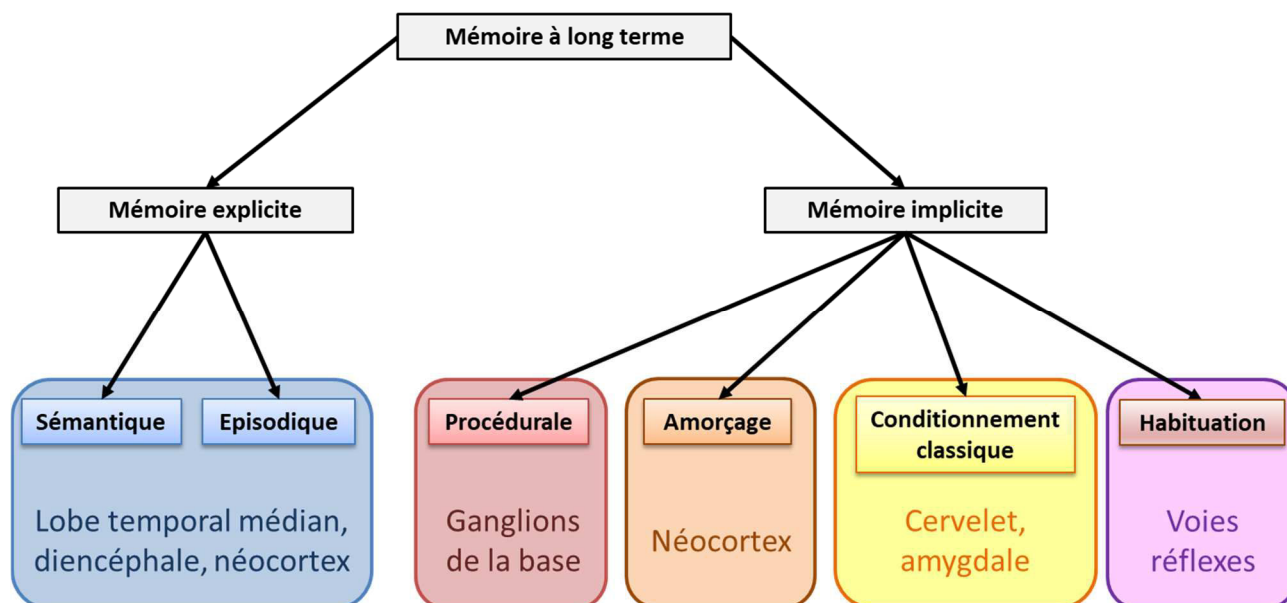 Mémoire à long terme
Mémoire explicite
Mémoire implicite
Sémantique
Episodique
Procédurale
Amorçage
Conditionnement
classique
Habituation
Lobe temporal médian,
diencéphale, néocortex
Ganglions
de la base
Néocortex
Cervelet,
amygdale
Voies
réflexes